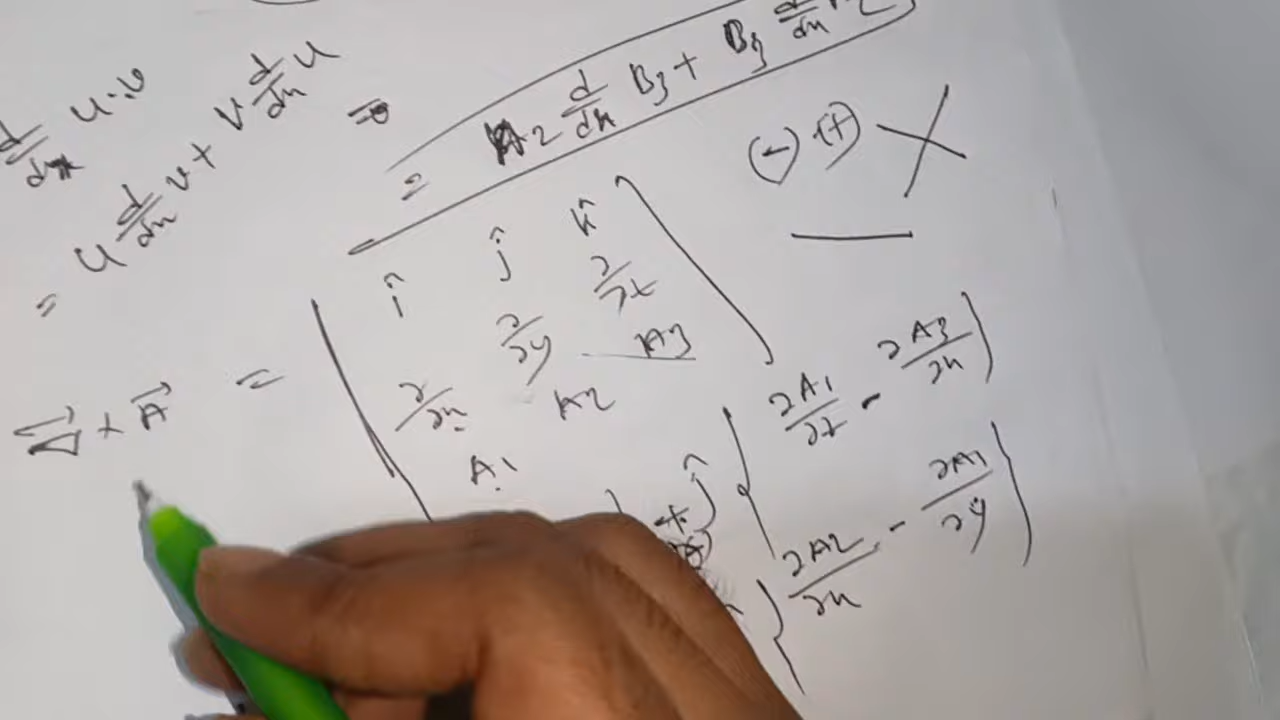 d/dx u·v
= u d/dx v + v d/dx u
= A2 d/dx B3 + B3 d/dx
(-) (+)
∇⃗ × A⃗ =
î ĵ k̂
∂/∂x ∂/∂y ∂/∂z
A1 A2 A3
ĵ { ∂A1/∂z - ∂A3/∂x )
{ ∂A2/∂x - ∂A1/∂y )